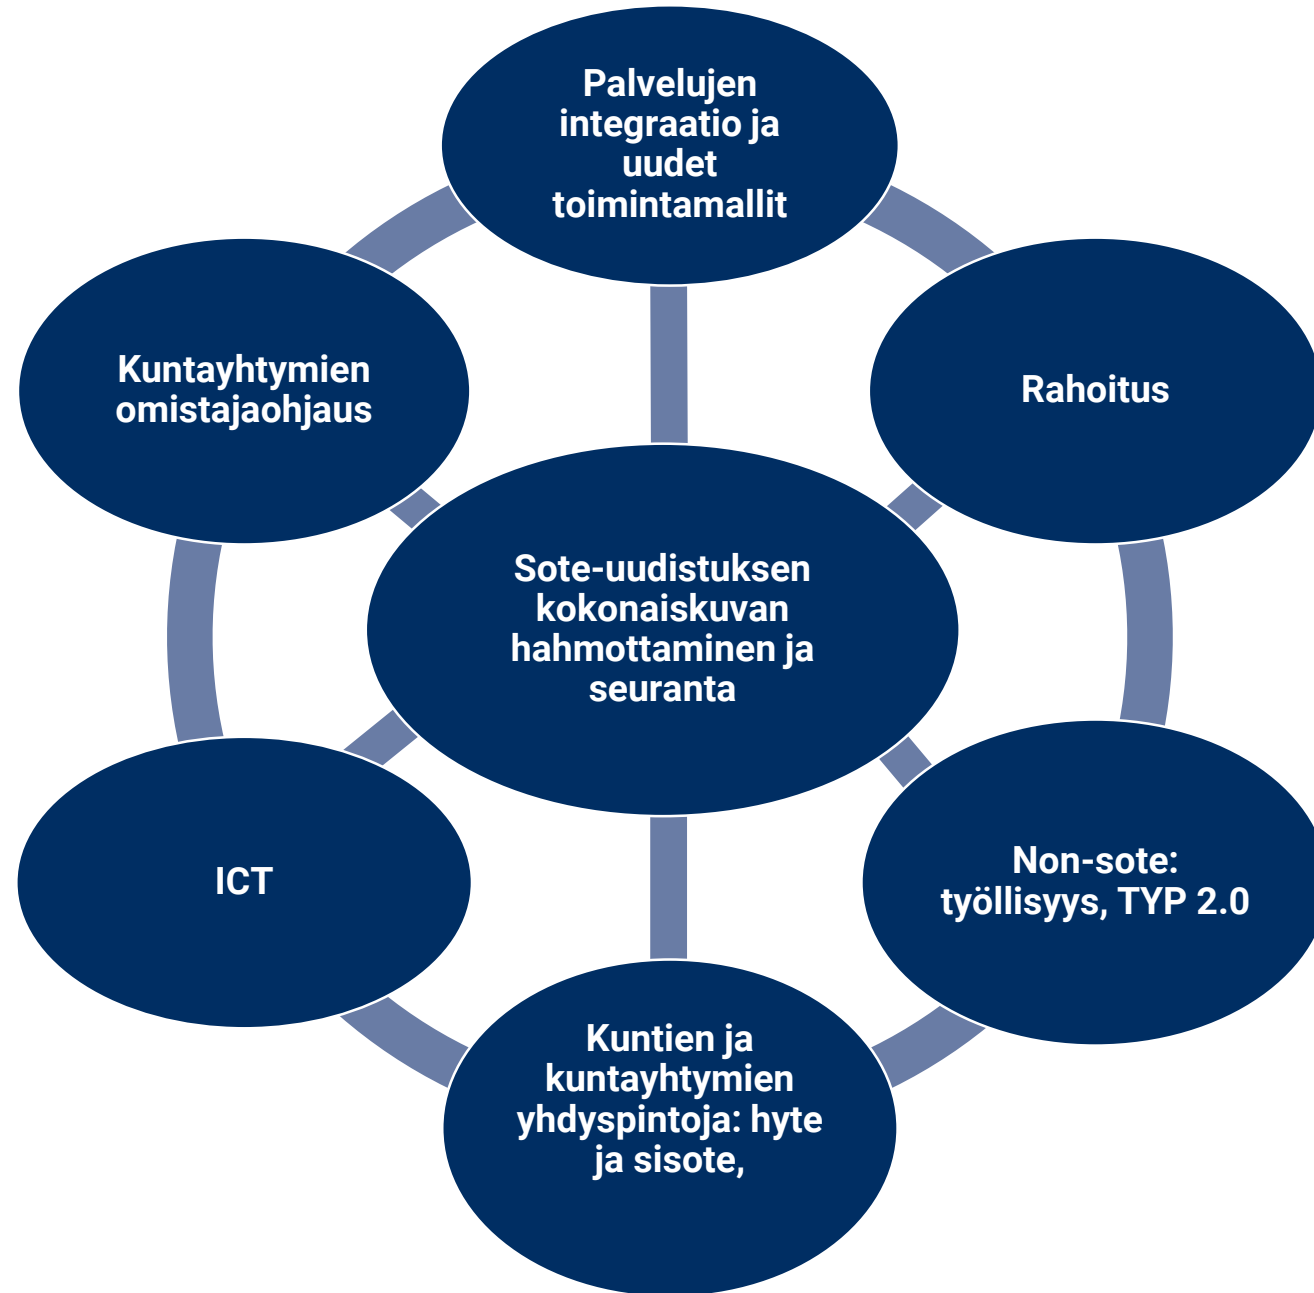 Palvelujen
integraatio ja
uudet
toimintamallit
Kuntayhtymien
omistajaohjaus
Rahoitus
Sote-uudistuksen
kokonaiskuvan
hahmottaminen ja
seuranta
ICT
Non-sote:
työllisyys, TYP 2.0
Kuntien ja
kuntayhtymien
yhdyspintoja: hyte
ja sisote,